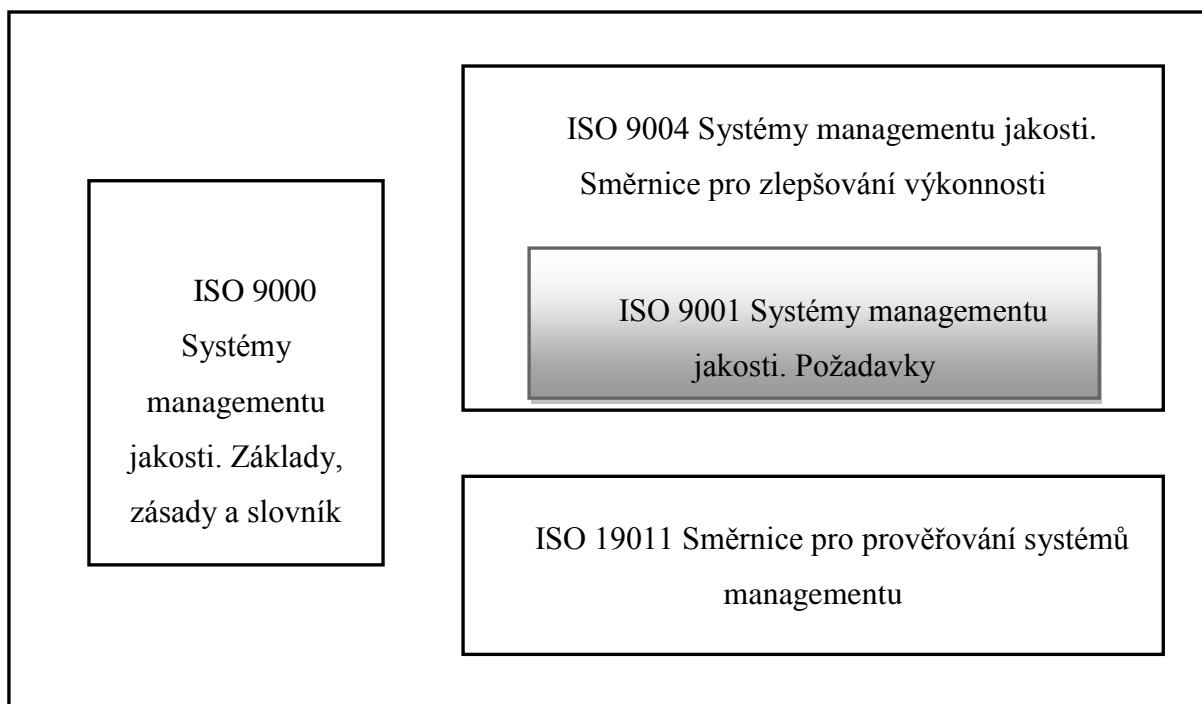 ISO 9000
Systémy
managementu
jakosti. Základy,
zásady a slovník
ISO 9004 Systémy managementu jakosti.
Směrnice pro zlepšování výkonnosti
ISO 9001 Systémy managementu
jakosti. Požadavky
ISO 19011 Směrnice pro prověřování systémů
managementu